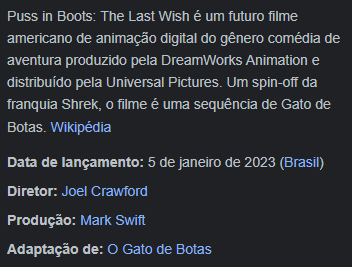 Puss in Boots: The Last Wish é um futuro filme
americano de animação digital do gênero comédia de
aventura produzido pela DreamWorks Animation e
distribuído pela Universal Pictures. Um spin-off da
franquia Shrek, o filme é uma sequência de Gato de
Botas. Wikipédia
Data de lançamento: 5 de janeiro de 2023 (Brasil)
Diretor: Joel Crawford
Produção: Mark Swift
Adaptação de: O Gato de Botas